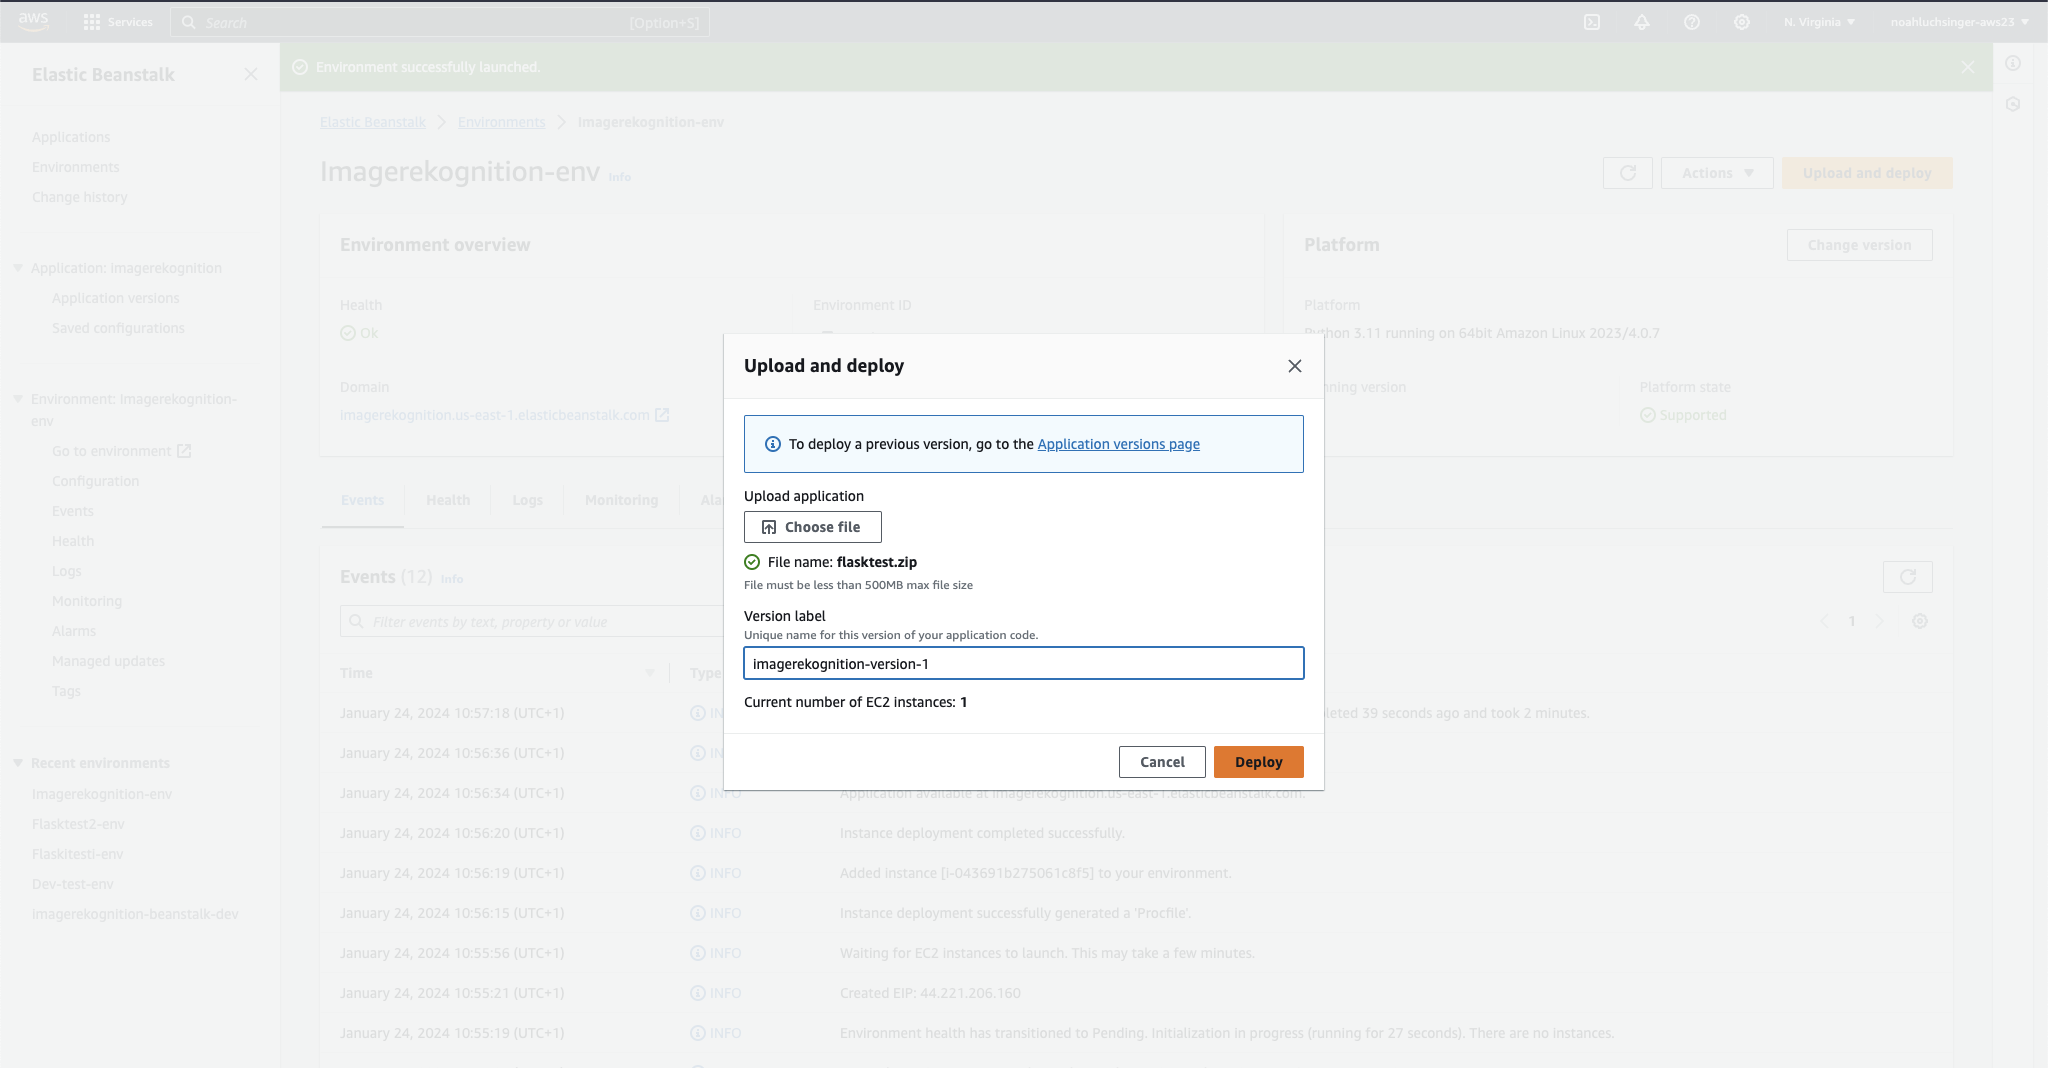 aws
Services
Search
[Option+S]
N. Virginia
noahluchsinger-aws23
Elastic Beanstalk
Environment successfully launched.
Applications
Environments
Change history
Application: imagerekognition
Application versions
Saved configurations
Environment: Imagerekognition-
env
Go to environment
Configuration
Events
Health
Logs
Monitoring
Alarms
Managed updates
Tags
Recent environments
Imagerekognition-env
Flasktest2-env
Flaskitesti-env
Dev-test-env
Imagerekognition-beanstalk-dev
Elastic Beanstalk
Environments
Imagerekognition-env
Imagerekognition-env
Info
Actions
Upload and deploy
Environment overview
Health
Ok
Environment ID
Domain
imagerekognition.us-east-1.elasticbeanstalk.com
Platform
Change version
Platform
Python 3.11 running on 64bit Amazon Linux 2023/4.0.7
version
Platform state
Supported
Events
Health
Logs
Monitoring
Events (12)
Info
Filter events by text, property or value
1
Time
Type
January 24, 2024 10:57:18 (UTC+1)
39 seconds ago and took 2 minutes.
January 24, 2024 10:56:36 (UTC+1)
January 24, 2024 10:56:34 (UTC+1) INFO Application available at imagerekognition.us-east-1.elasticbeanstalk.com.
January 24, 2024 10:56:20 (UTC+1) INFO Instance deployment completed successfully.
January 24, 2024 10:56:19 (UTC+1) INFO Added instance [i-043691b275061c8f5] to your environment.
January 24, 2024 10:56:15 (UTC+1) INFO Instance deployment successfully generated a 'Procfile'.
January 24, 2024 10:55:56 (UTC+1) INFO Waiting for EC2 instances to launch. This may take a few minutes.
January 24, 2024 10:55:21 (UTC+1) INFO Created EIP: 44.221.206.160
January 24, 2024 10:55:19 (UTC+1) INFO Environment health has transitioned to Pending. Initialization in progress (running for 27 seconds). There are no instances.
Upload and deploy
To deploy a previous version, go to the Application versions page
Upload application
Choose file
File name: flasktest.zip
File must be less than 500MB max file size
Version label
Unique name for this version of your application code.
imagerekognition-version-1
Current number of EC2 instances: 1
Cancel
Deploy